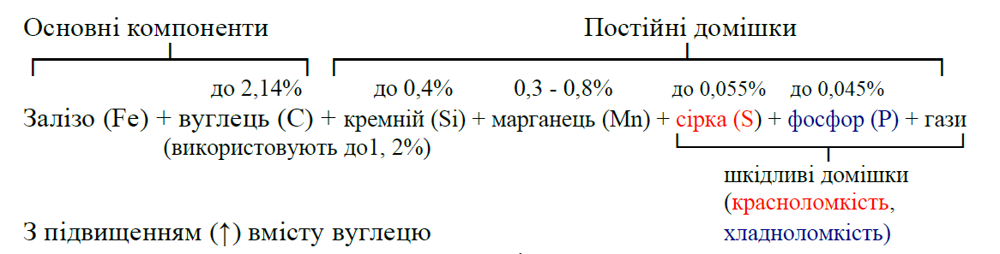 Основні компоненти Постійні домішки
до 2,14% до 0,4% 0,3 - 0,8% до 0,055% до 0,045%
Залізо (Fe) + вуглець (С) + кремній (Si) + марганець (Mn) + сірка (S) + фосфор (Р) + гази
(використовують до1, 2%)
шкідливі домішки
(красноломкість,
З підвищенням (↑) вмісту вуглецю хладноломкість)